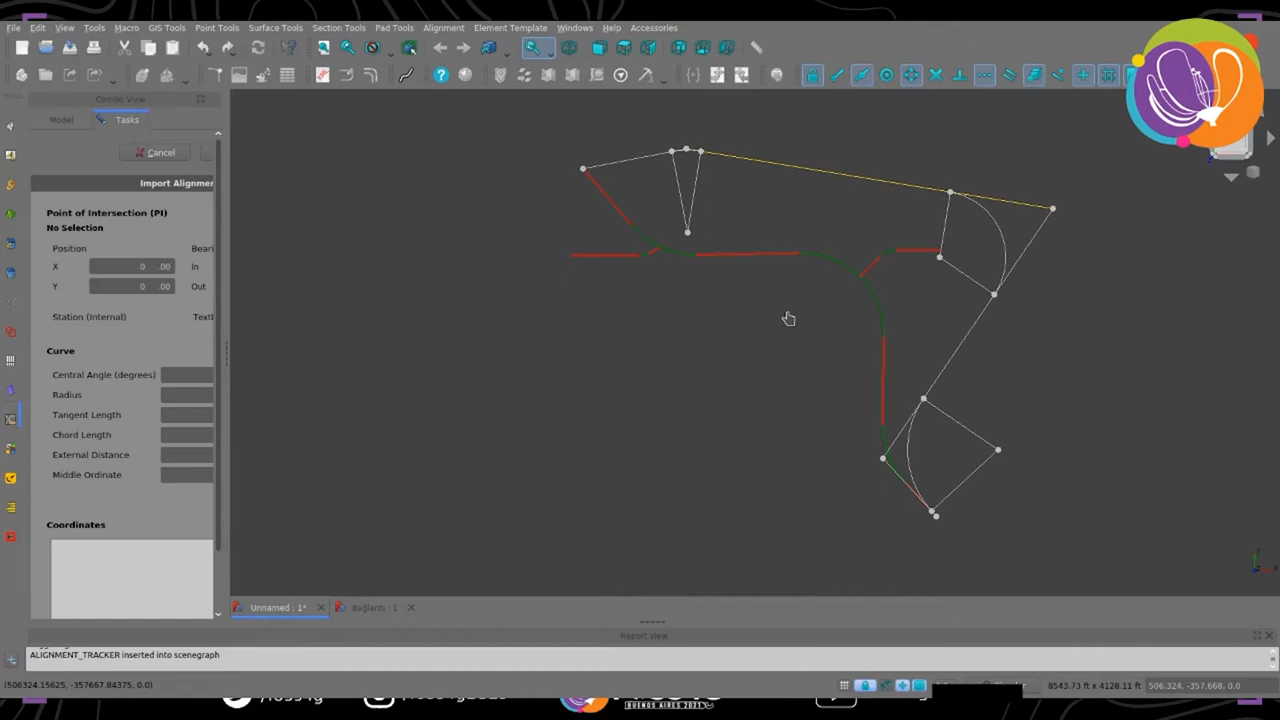 File Edit View Tools Macro GIS Tools Point Tools Surface Tools Section Tools Pad Tools Alignment Element Template Windows Help Accessories
Combo View
Model Tasks
Cancel
Import Alignmen
Point of Intersection (PI)
No Selection
Position Beari
X 0 .00 In
Y 0 .00 Out
Station (Internal) Textl
Curve
Central Angle (degrees)
Radius
Tangent Length
Chord Length
External Distance
Middle Ordinate
Coordinates
Unnamed : 1* Bağlantı : 1
Report view
ALIGNMENT_TRACKER inserted into scenegraph
(506324.15625, -357667.84375, 0.0) 8543.73 ft x 4128.11 ft 506.324, -357.668, 0.0
BUENOS AIRES 2021